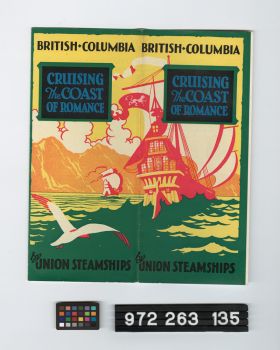 BRITISH·COLUMBIA
CRUISING
The COAST
OF ROMANCE
by
UNION STEAMSHIPS
BRITISH·COLUMBIA
CRUISING
The COAST
OF ROMANCE
by
UNION STEAMSHIPS
972 263 135